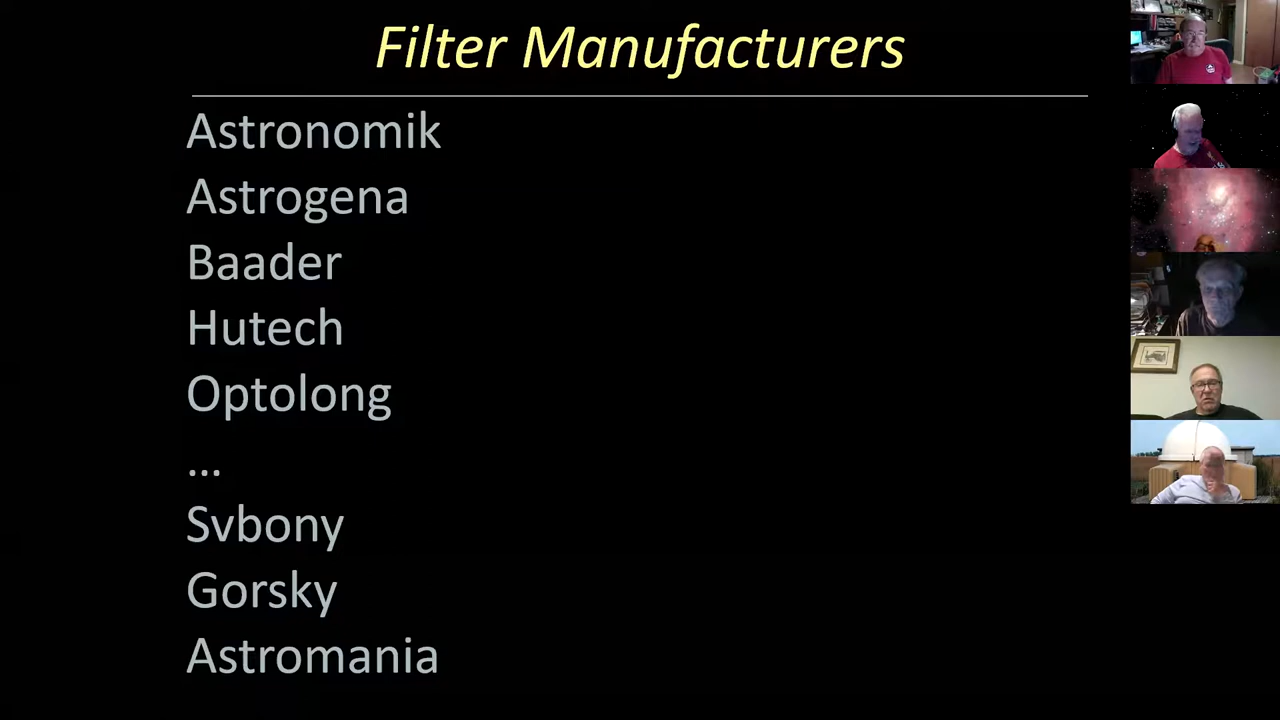 Filter Manufacturers
Astronomik
Astrogena
Baader
Hutech
Optolong
...
Svbony
Gorsky
Astromania